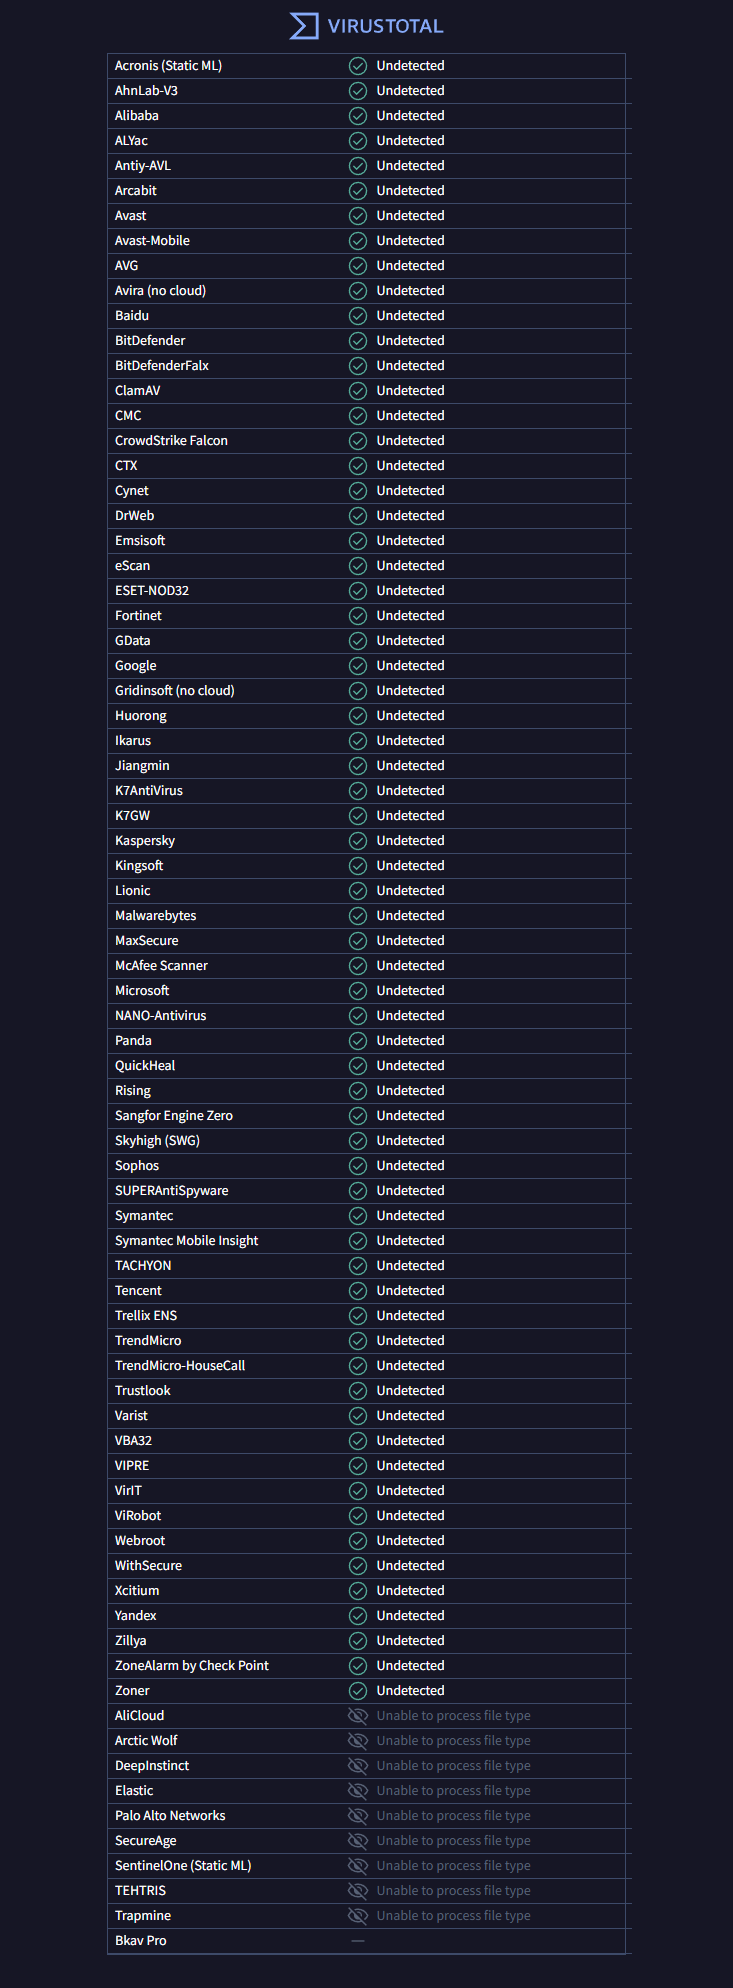 VIRUSTOTAL
Acronis (Static ML) Undetected
AhnLab-V3 Undetected
Alibaba Undetected
ALYac Undetected
Antiy-AVL Undetected
Arcabit Undetected
Avast Undetected
Avast-Mobile Undetected
AVG Undetected
Avira (no cloud) Undetected
Baidu Undetected
BitDefender Undetected
BitDefenderFalx Undetected
ClamAV Undetected
CMC Undetected
CrowdStrike Falcon Undetected
CTX Undetected
Cynet Undetected
DrWeb Undetected
Emsisoft Undetected
eScan Undetected
ESET-NOD32 Undetected
Fortinet Undetected
GData Undetected
Google Undetected
Gridinsoft (no cloud) Undetected
Huorong Undetected
Ikarus Undetected
Jiangmin Undetected
K7AntiVirus Undetected
K7GW Undetected
Kaspersky Undetected
Kingsoft Undetected
Lionic Undetected
Malwarebytes Undetected
MaxSecure Undetected
McAfee Scanner Undetected
Microsoft Undetected
NANO-Antivirus Undetected
Panda Undetected
QuickHeal Undetected
Rising Undetected
Sangfor Engine Zero Undetected
Skyhigh (SWG) Undetected
Sophos Undetected
SUPERAntiSpyware Undetected
Symantec Undetected
Symantec Mobile Insight Undetected
TACHYON Undetected
Tencent Undetected
Trellix ENS Undetected
TrendMicro Undetected
TrendMicro-HouseCall Undetected
Trustlook Undetected
Varist Undetected
VBA32 Undetected
VIPRE Undetected
VirIT Undetected
ViRobot Undetected
Webroot Undetected
WithSecure Undetected
Xcitium Undetected
Yandex Undetected
Zillya Undetected
ZoneAlarm by Check Point Undetected
Zoner Undetected
AliCloud Unable to process file type
Arctic Wolf Unable to process file type
DeepInstinct Unable to process file type
Elastic Unable to process file type
Palo Alto Networks Unable to process file type
SecureAge Unable to process file type
SentinelOne (Static ML) Unable to process file type
TEHTRIS Unable to process file type
Trapmine Unable to process file type
Bkav Pro —